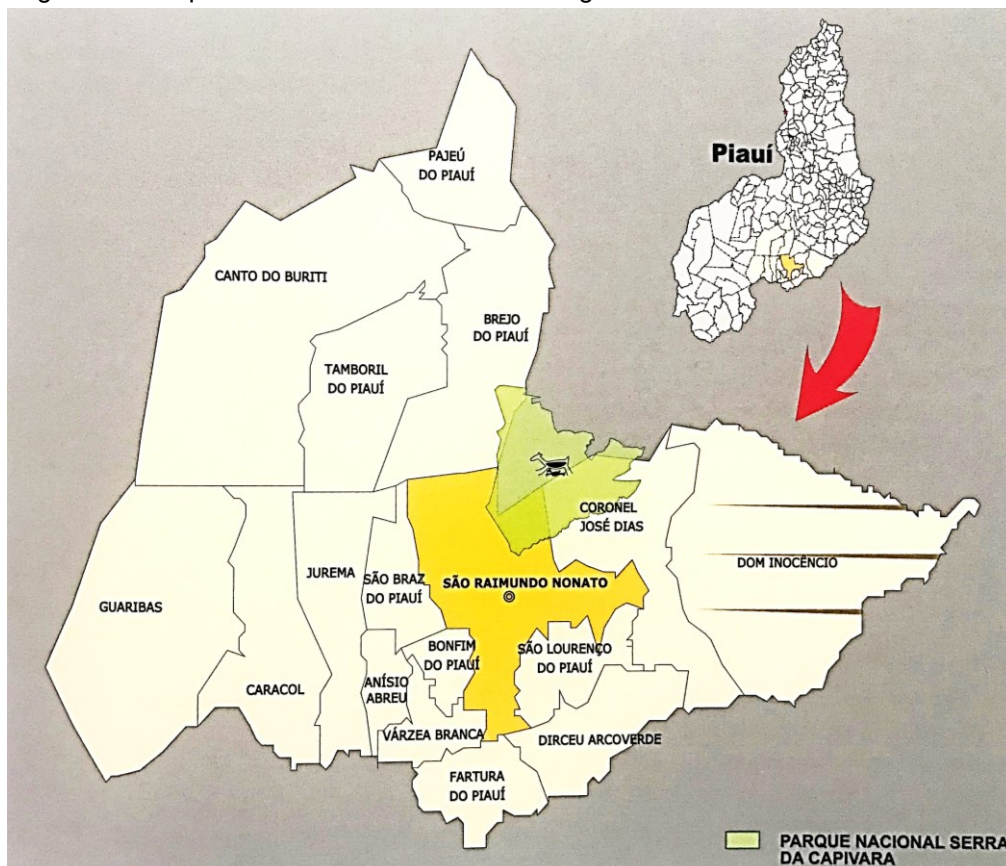 Piauí
PAJEÚ
DO PIAUÍ
CANTO DO BURITI
BREJO
DO PIAUÍ
TAMBORIL
DO PIAUÍ
CORONEL
JOSÉ DIAS
DOM INOCÊNCIO
JUREMA
SÃO BRAZ
DO PIAUÍ
SÃO RAIMUNDO NONATO
GUARIBAS
BONFIM
DO PIAUÍ
SÃO LOURENÇO
DO PIAUÍ
CARACOL
ANÍSIO
ABREU
VÁRZEA BRANCA
DIRCEU ARCOVERDE
FARTURA
DO PIAUÍ
PARQUE NACIONAL SERRA
DA CAPIVARA